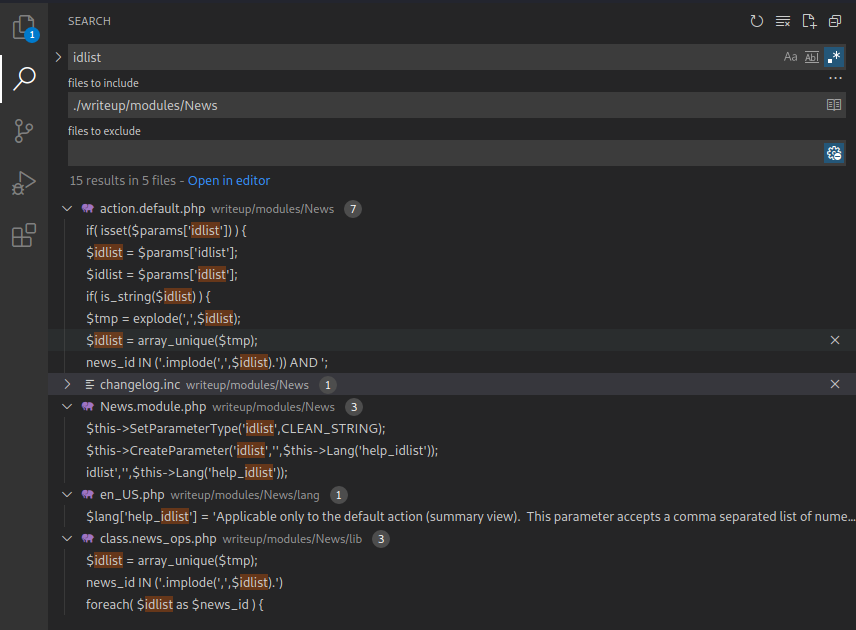 1
SEARCH
idlist
Aa Abl .*
files to include
./writeup/modules/News
files to exclude
15 results in 5 files - Open in editor
action.default.php writeup/modules/News 7
if( isset($params['idlist']) ) {
$idlist = $params['idlist'];
$idlist = $params['idlist'];
if( is_string($idlist) ) {
$tmp = explode(',',$idlist);
$idlist = array_unique($tmp);
news_id IN ('.implode(',',$idlist).')) AND ';
changelog.inc writeup/modules/News 1
News.module.php writeup/modules/News 3
$this->SetParameterType('idlist',CLEAN_STRING);
$this->CreateParameter('idlist','',$this->Lang('help_idlist'));
idlist','',$this->Lang('help_idlist'));
en_US.php writeup/modules/News/lang 1
$lang['help_idlist'] = 'Applicable only to the default action (summary view).  This parameter accepts a comma separated list of nume...
class.news_ops.php writeup/modules/News/lib 3
$idlist = array_unique($tmp);
news_id IN ('.implode(',',$idlist).')
foreach( $idlist as $news_id ) {